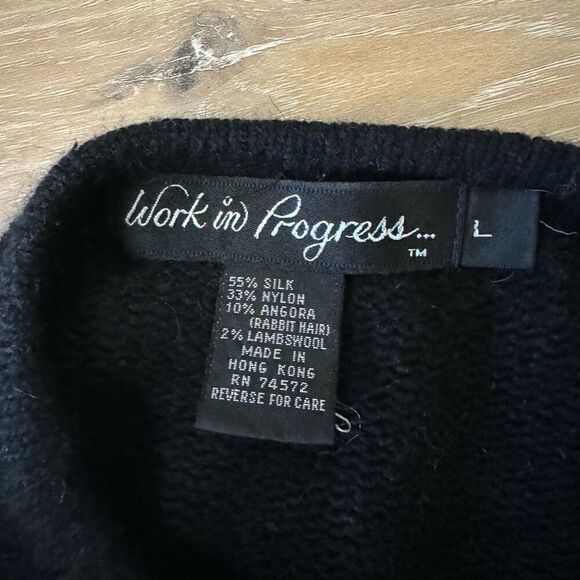 Work in Progress... L
TM
55% SILK
33% NYLON
10% ANGORA
(RABBIT HAIR)
2% LAMBSWOOL
MADE IN
HONG KONG
RN 74572
REVERSE FOR CARE